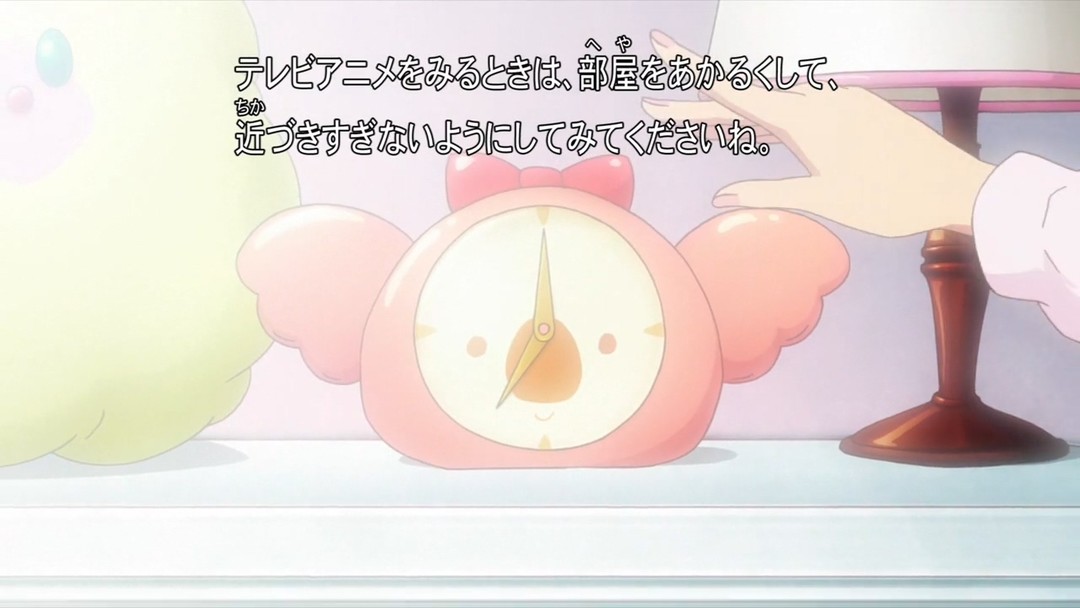 テレビアニメをみるときは、部屋をあかるくして、
近づきすぎないようにしてみてくださいね。